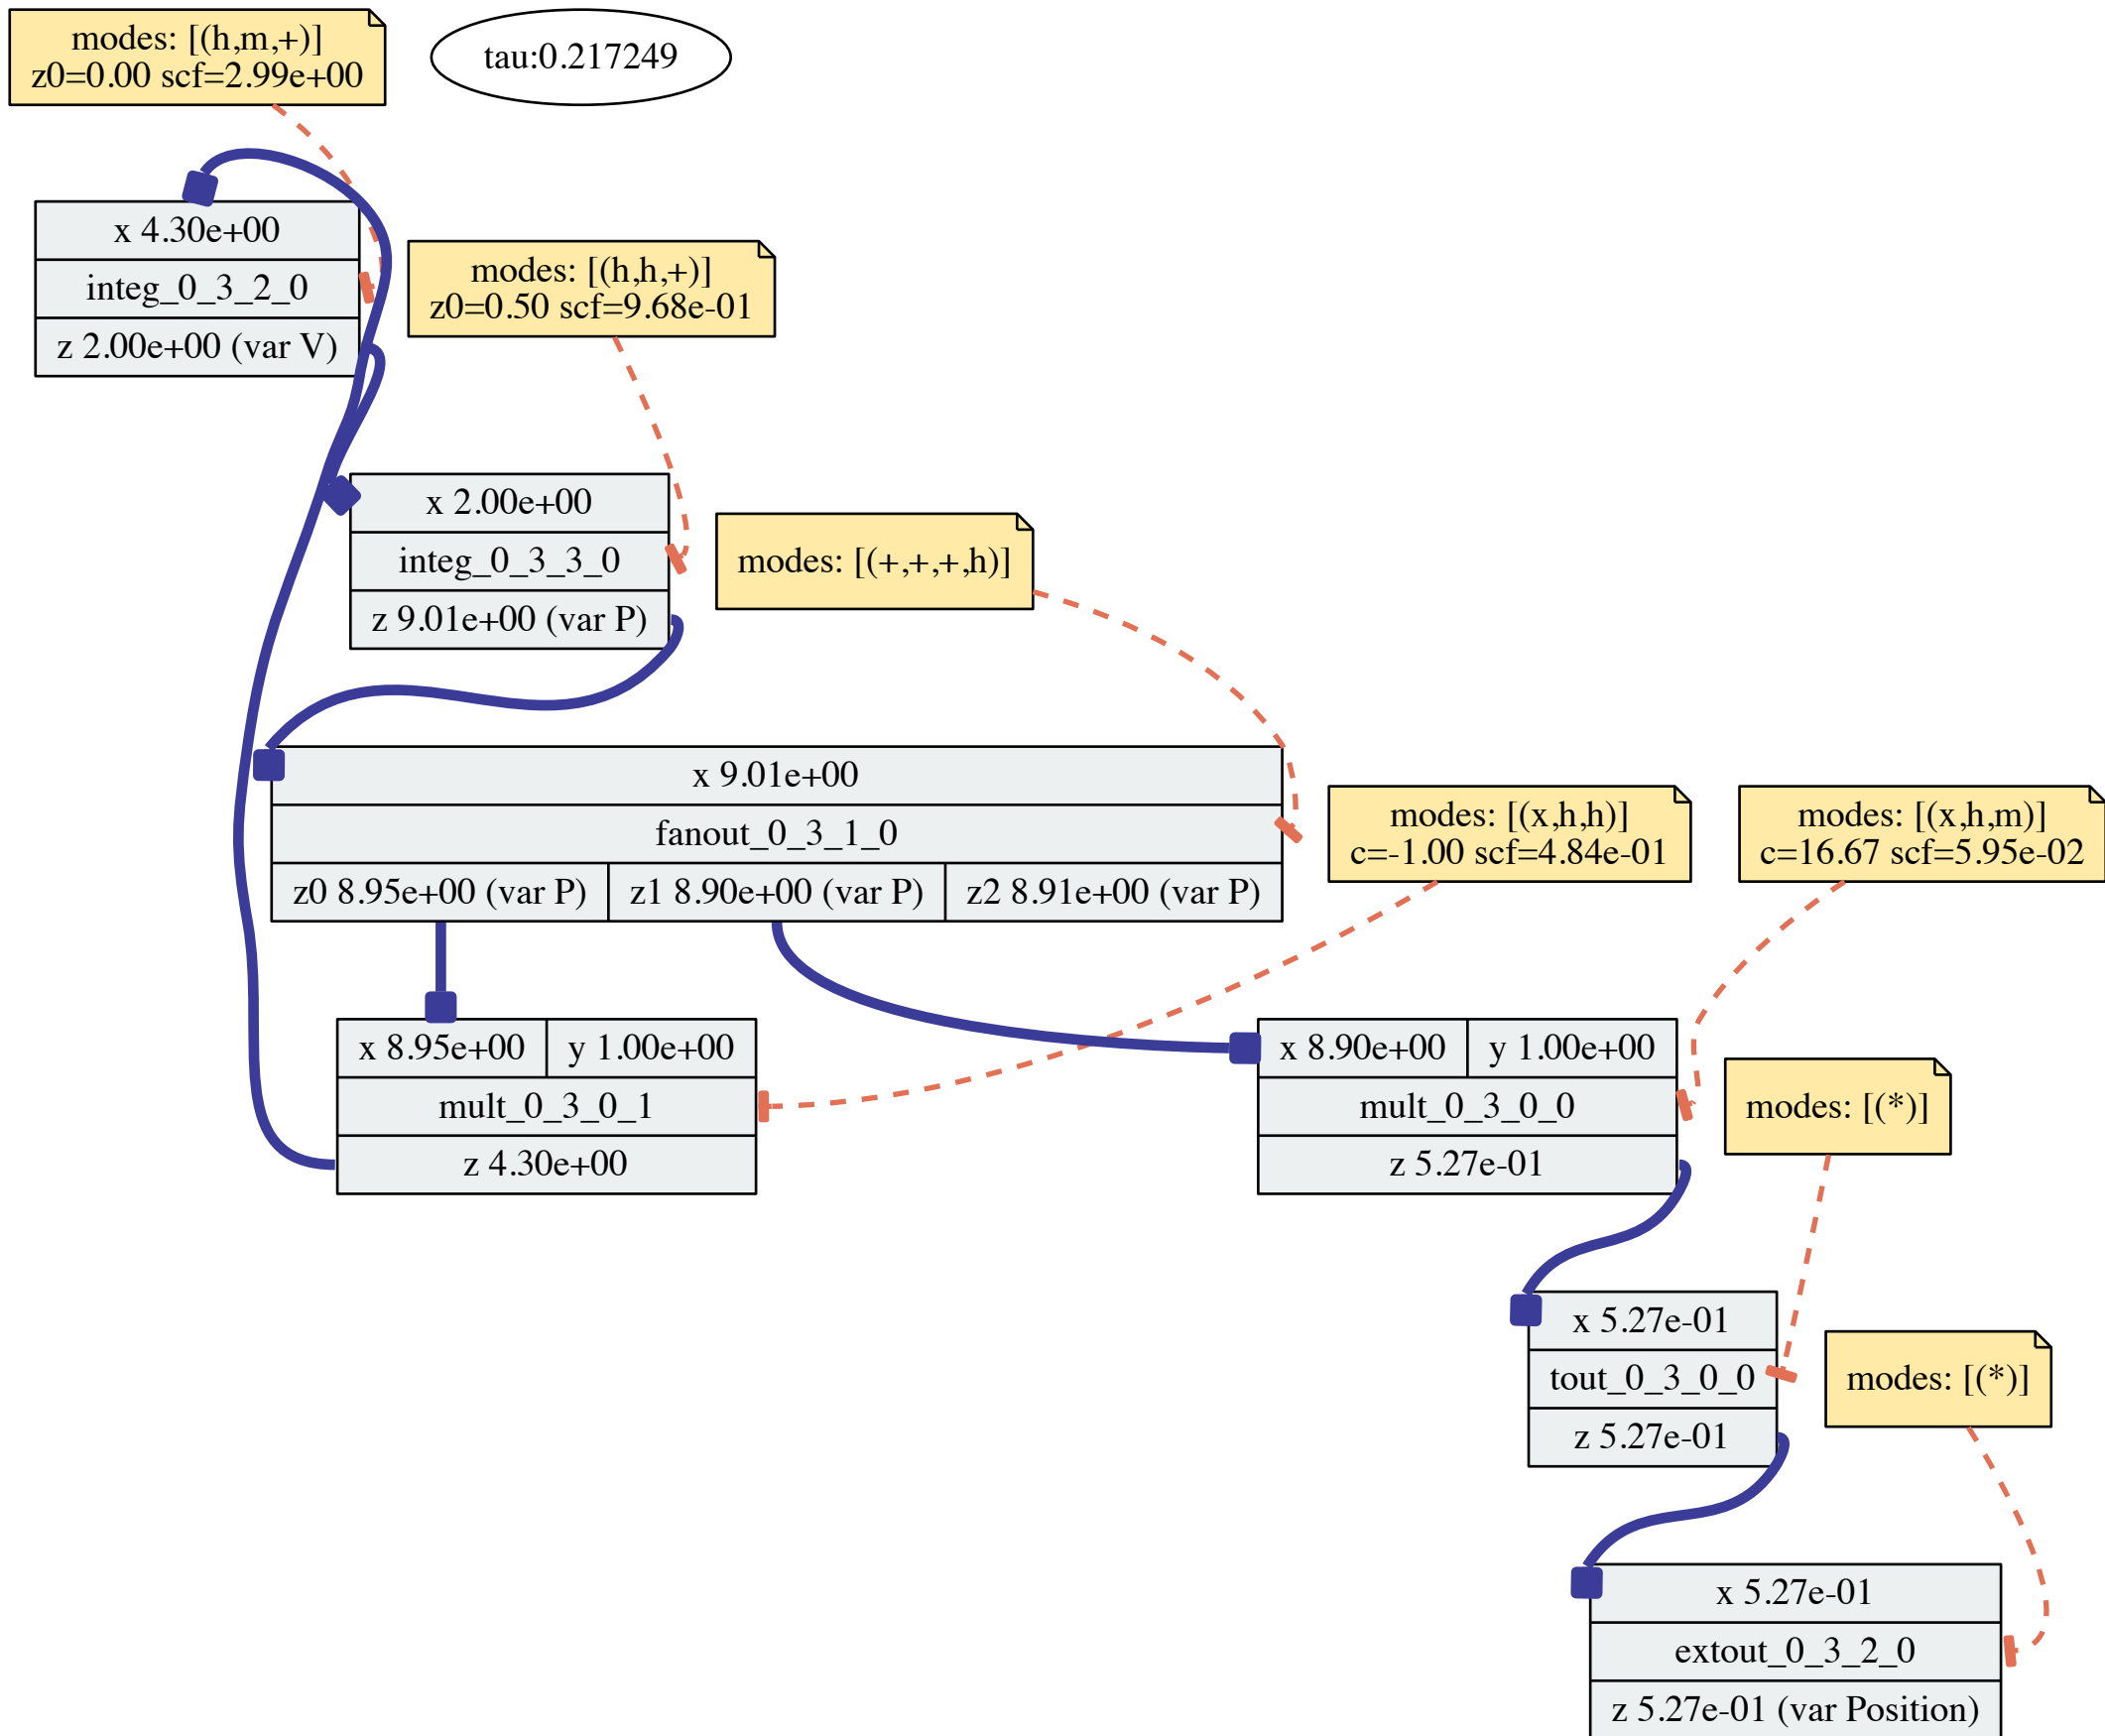 modes: [(h,m,+)]
z0=0.00 scf=2.99e+00
tau:0.217249
x 4.30e+00
integ_0_3_2_0
z 2.00e+00 (var V)
modes: [(h,h,+)]
z0=0.50 scf=9.68e-01
x 2.00e+00
integ_0_3_3_0
z 9.01e+00 (var P)
modes: [(+,+,+,h)]
x 9.01e+00
fanout_0_3_1_0
z0 8.95e+00 (var P)
z1 8.90e+00 (var P)
z2 8.91e+00 (var P)
modes: [(x,h,h)]
c=-1.00 scf=4.84e-01
modes: [(x,h,m)]
c=16.67 scf=5.95e-02
x 8.95e+00
y 1.00e+00
mult_0_3_0_1
z 4.30e+00
x 8.90e+00
y 1.00e+00
mult_0_3_0_0
z 5.27e-01
modes: [(*)]
x 5.27e-01
tout_0_3_0_0
z 5.27e-01
modes: [(*)]
x 5.27e-01
extout_0_3_2_0
z 5.27e-01 (var Position)